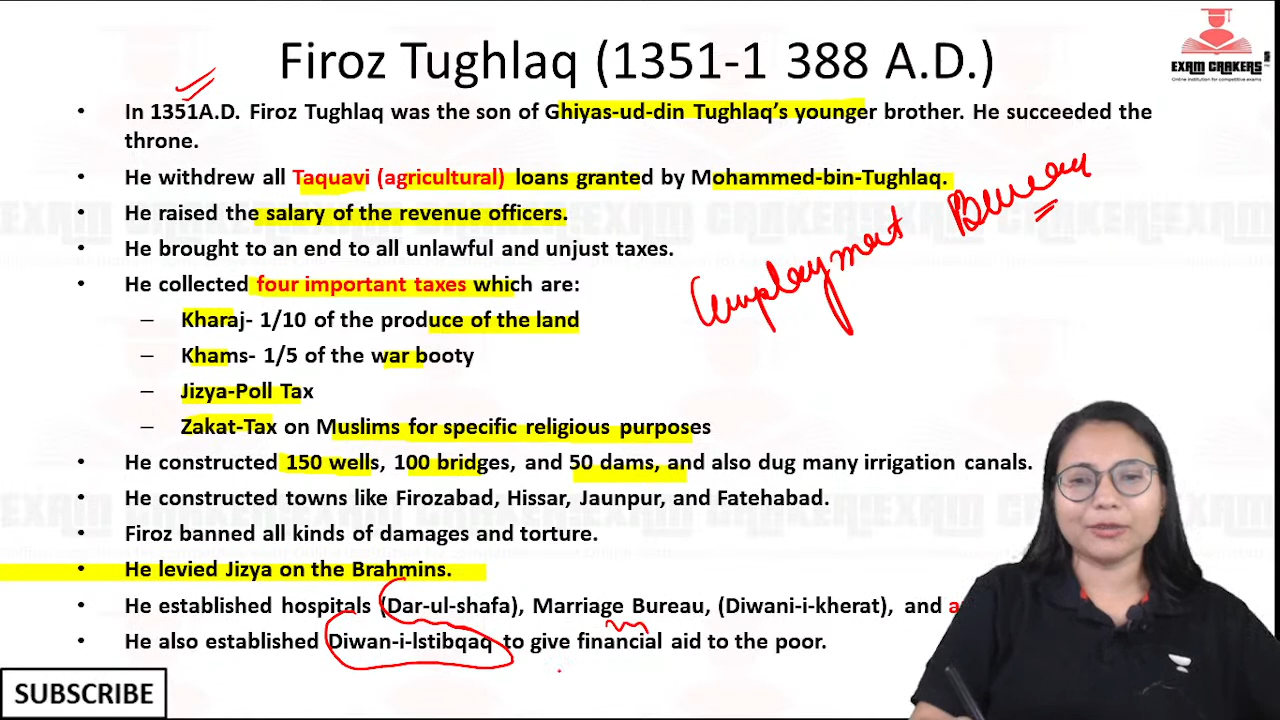 Firoz Tughlaq (1351-1 388 A.D.)
EXAM CRAKERS
Online institution for competitive exams
• In 1351A.D. Firoz Tughlaq was the son of Ghiyas-ud-din Tughlaq's younger brother. He succeeded the
throne.
• He withdrew all Taquavi (agricultural) loans granted by Mohammed-bin-Tughlaq.
• He raised the salary of the revenue officers.
Employment Bureau
• He brought to an end to all unlawful and unjust taxes.
• He collected four important taxes which are:
– Kharaj- 1/10 of the produce of the land
– Khams- 1/5 of the war booty
– Jizya-Poll Tax
– Zakat-Tax on Muslims for specific religious purposes
• He constructed 150 wells, 100 bridges, and 50 dams, and also dug many irrigation canals.
• He constructed towns like Firozabad, Hissar, Jaunpur, and Fatehabad.
• Firoz banned all kinds of damages and torture.
• He levied Jizya on the Brahmins.
• He established hospitals (Dar-ul-shafa), Marriage Bureau, (Diwani-i-kherat), and
• He also established Diwan-i-lstibqaq to give financial aid to the poor.
SUBSCRIBE